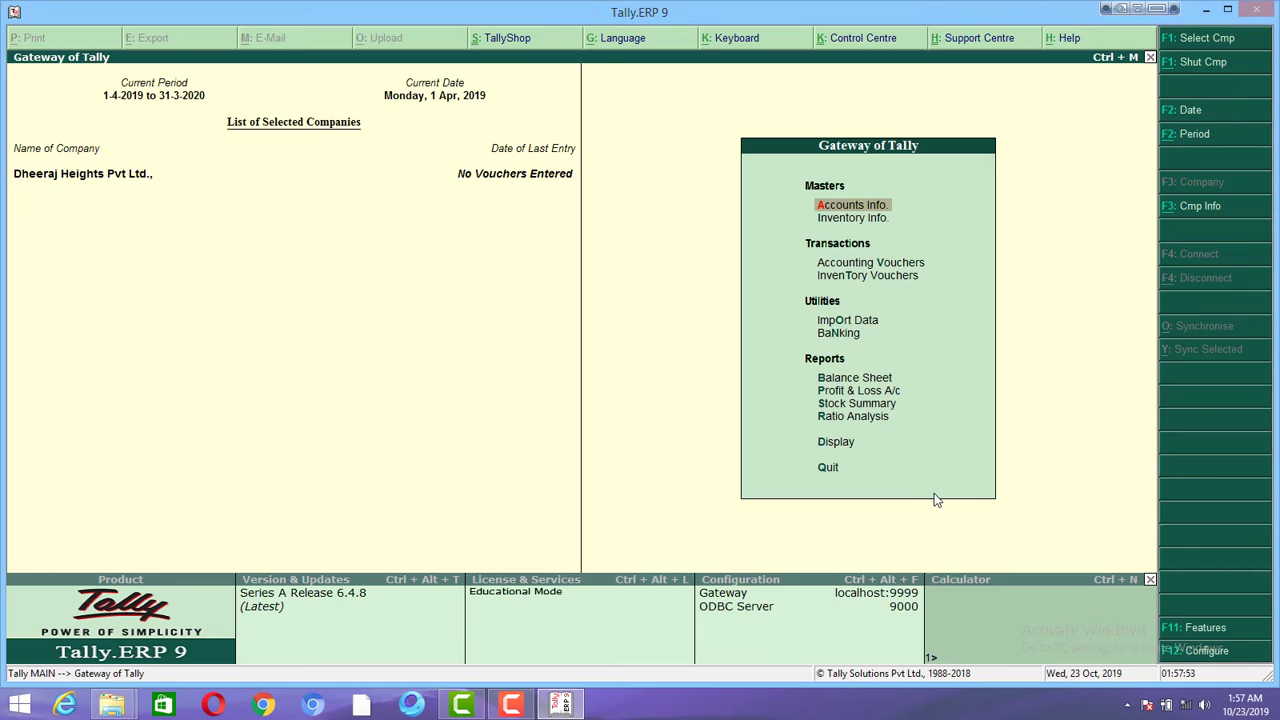 Tally.ERP 9
P: Print
E: Export
M: E-Mail
O: Upload
S: TallyShop
G: Language
K: Keyboard
K: Control Centre
H: Support Centre
H: Help
F1: Select Cmp
F1: Shut Cmp
F2: Date
F2: Period
F3: Company
F3: Cmp Info
F4: Connect
F4: Disconnect
O: Synchronise
Y: Sync Selected
F11: Features
F12: Configure
Gateway of Tally
Ctrl + M
Current Period
1-4-2019 to 31-3-2020
Current Date
Monday, 1 Apr, 2019
List of Selected Companies
Name of Company
Date of Last Entry
Dheeraj Heights Pvt Ltd.,
No Vouchers Entered
Gateway of Tally
Masters
Accounts Info.
Inventory Info.
Transactions
Accounting Vouchers
InvenTory Vouchers
Utilities
ImpOrt Data
BaNking
Reports
Balance Sheet
Profit & Loss A/c
Stock Summary
Ratio Analysis
Display
Quit
Product
Tally
POWER OF SIMPLICITY
Tally.ERP 9
Version & Updates Ctrl + Alt + T
Series A Release 6.4.8
(Latest)
License & Services Ctrl + Alt + L
Educational Mode
Configuration Ctrl + Alt + F
Gateway localhost:9999
ODBC Server 9000
Calculator Ctrl + N
1>
Activate Windows
Go to PC settings to activate Windows.
Tally MAIN --> Gateway of Tally
© Tally Solutions Pvt Ltd., 1988-2018
Wed, 23 Oct, 2019
01:57:53
1:57 AM
10/23/2019